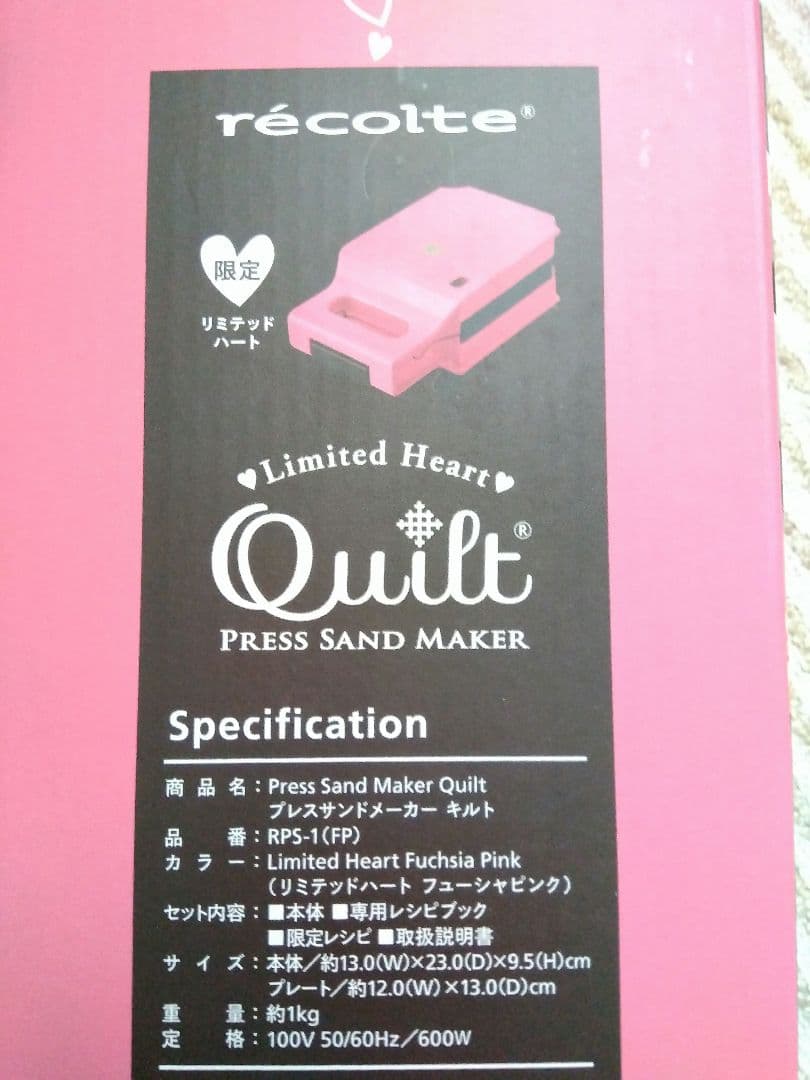 récolte®
限定
リミテッド
ハート
♥Limited Heart♥
Quilt®
PRESS SAND MAKER
Specification
商品名：Press Sand Maker Quilt
プレスサンドメーカー キルト
品番：RPS-1（FP）
カラー：Limited Heart Fuchsia Pink
（リミテッドハート フューシャピンク）
セット内容：■本体 ■専用レシピブック
■限定レシピ ■取扱説明書
サイズ：本体／約13.0(W)×23.0(D)×9.5(H)cm
プレート／約12.0(W)×13.0(D)cm
重量：約1kg
定格：100V 50/60Hz／600W